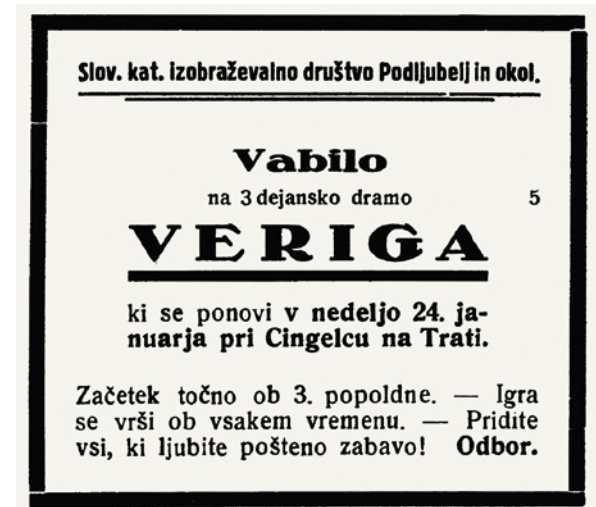 Slov. kat. izobraževalno društvo Podljubelj in okol.
Vabilo
na 3 dejansko dramo 5
VERIGA
ki se ponovi v nedeljo 24. ja-
nuarja pri Cingelcu na Trati.
Začetek točno ob 3. popoldne. — Igra
se vrši ob vsakem vremenu. — Pridite
vsi, ki ljubite pošteno zabavo! Odbor.